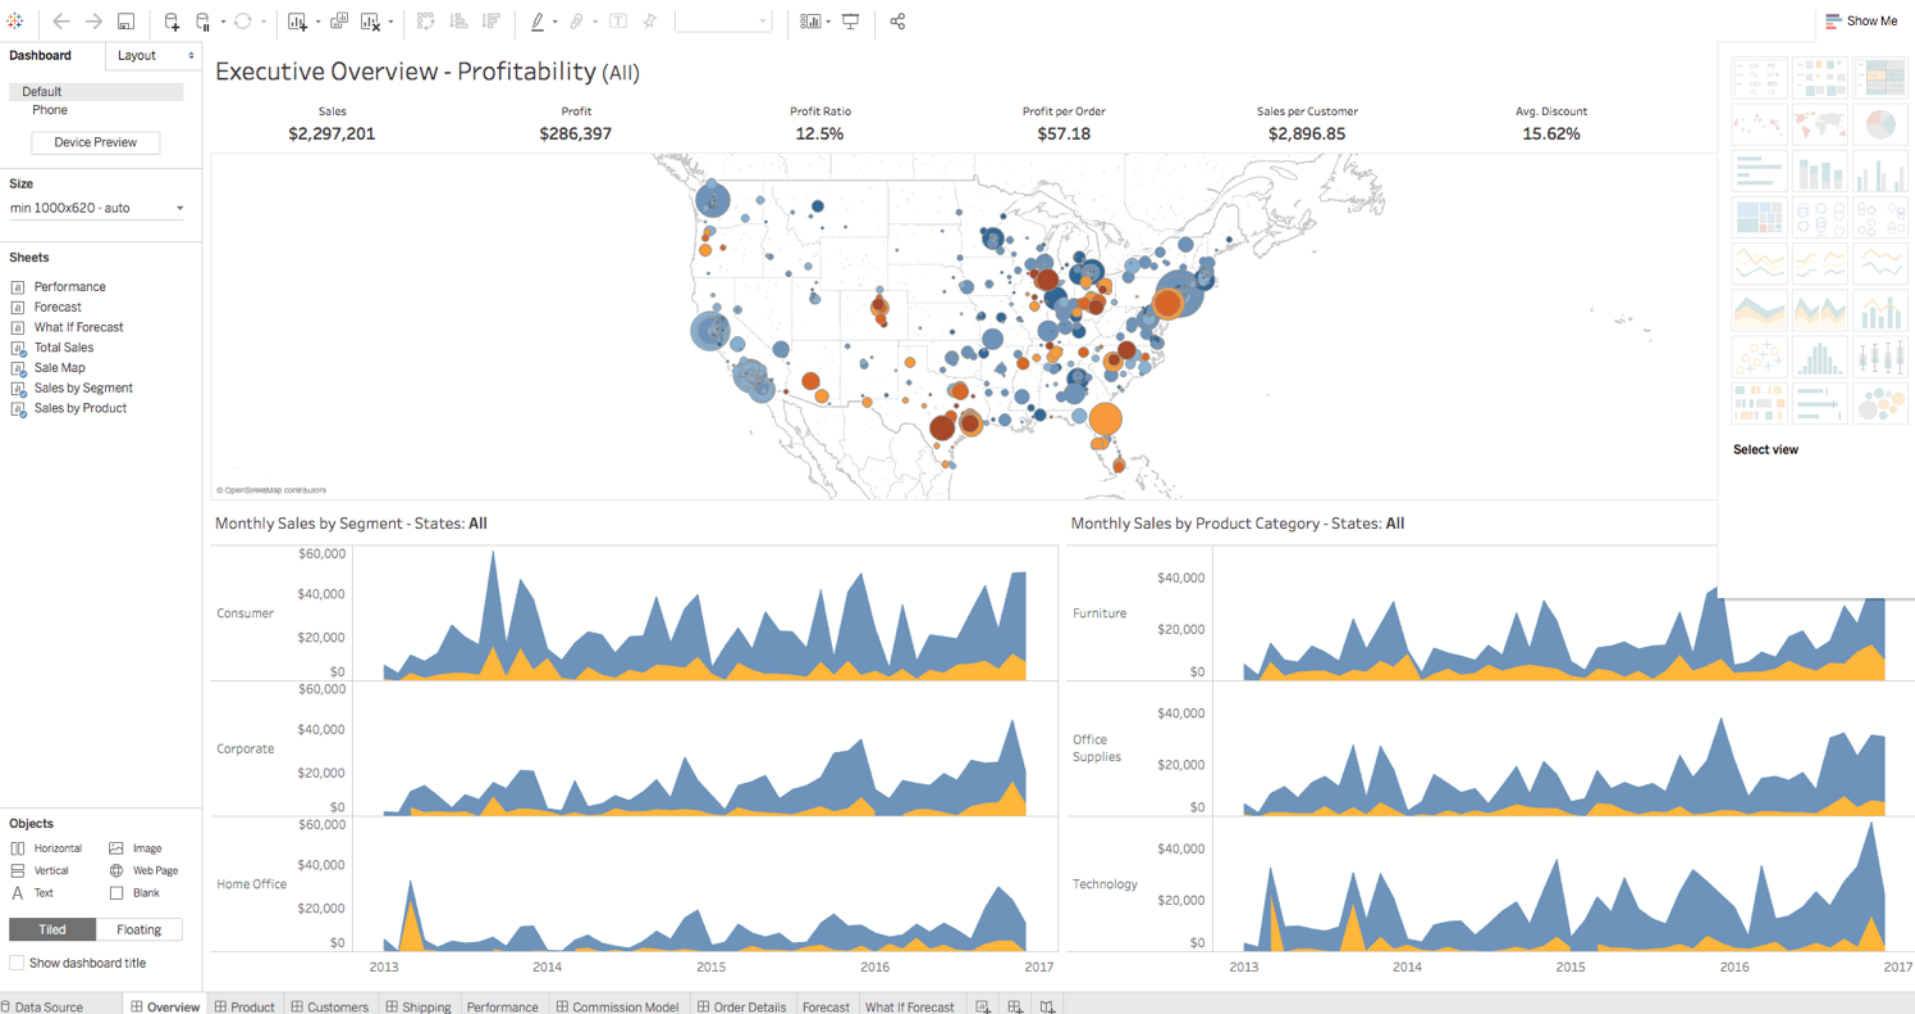 Show Me
Dashboard
Layout
Default
Phone
Device Preview
Size
min 1000x620 - auto
Sheets
Performance
Forecast
What If Forecast
Total Sales
Sale Map
Sales by Segment
Sales by Product
Objects
Horizontal
Image
Vertical
Web Page
A Text
Blank
Tiled
Floating
Show dashboard title
Executive Overview - Profitability (All)
Sales
$2,297,201
Profit
$286,397
Profit Ratio
12.5%
Profit per Order
$57.18
Sales per Customer
$2,896.85
Avg. Discount
15.62%
© OpenStreetMap contributors
Select view
Monthly Sales by Segment - States: All
Consumer
$60,000
$40,000
$20,000
$0
Corporate
$60,000
$40,000
$20,000
$0
Home Office
$60,000
$40,000
$20,000
$0
2013
2014
2015
2016
2017
Monthly Sales by Product Category - States: All
Furniture
$40,000
$20,000
$0
Office
Supplies
$40,000
$20,000
$0
Technology
$40,000
$20,000
$0
2013
2014
2015
2016
2017
Data Source
Overview
Product
Customers
Shipping
Performance
Commission Model
Order Details
Forecast
What If Forecast